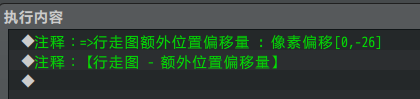 执行内容
◆注释：=>行走图额外位置偏移量 : 像素偏移[0,-26]
◆注释：【行走图 - 额外位置偏移量】
◆